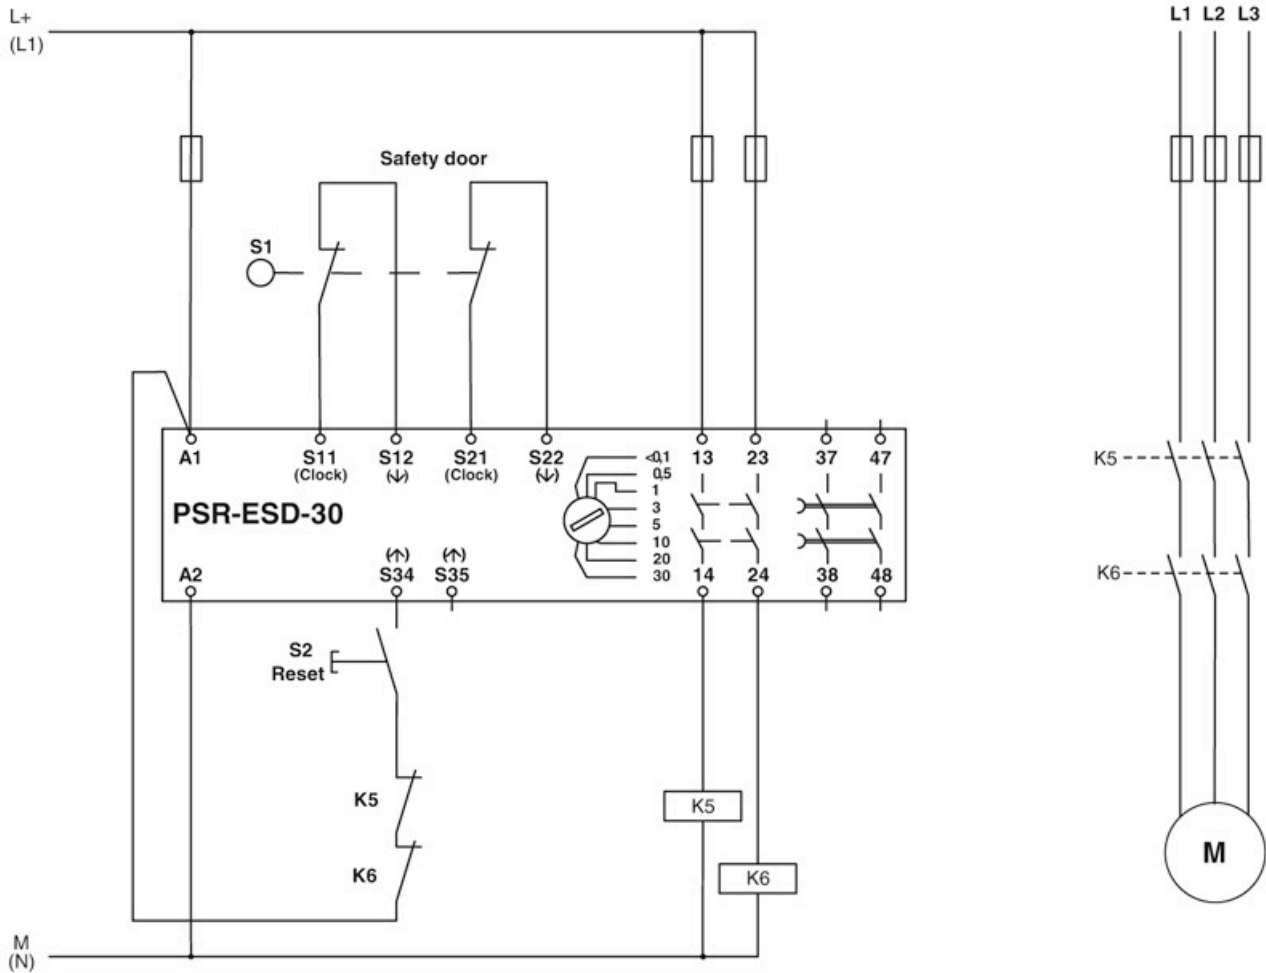 L+
(L1)
L1 L2 L3
Safety door
S1
A1 S11 S12 S21 S22 <0,1 13 23 37 47
(Clock) (↓) (Clock) (↓) 0,5
1
PSR-ESD-30
3
5
10
20
(↑) (↑)
A2 S34 S35 30 14 24 38 48
K5
K6
S2
Reset
K5 K5
K6 K6
M
M
(N)